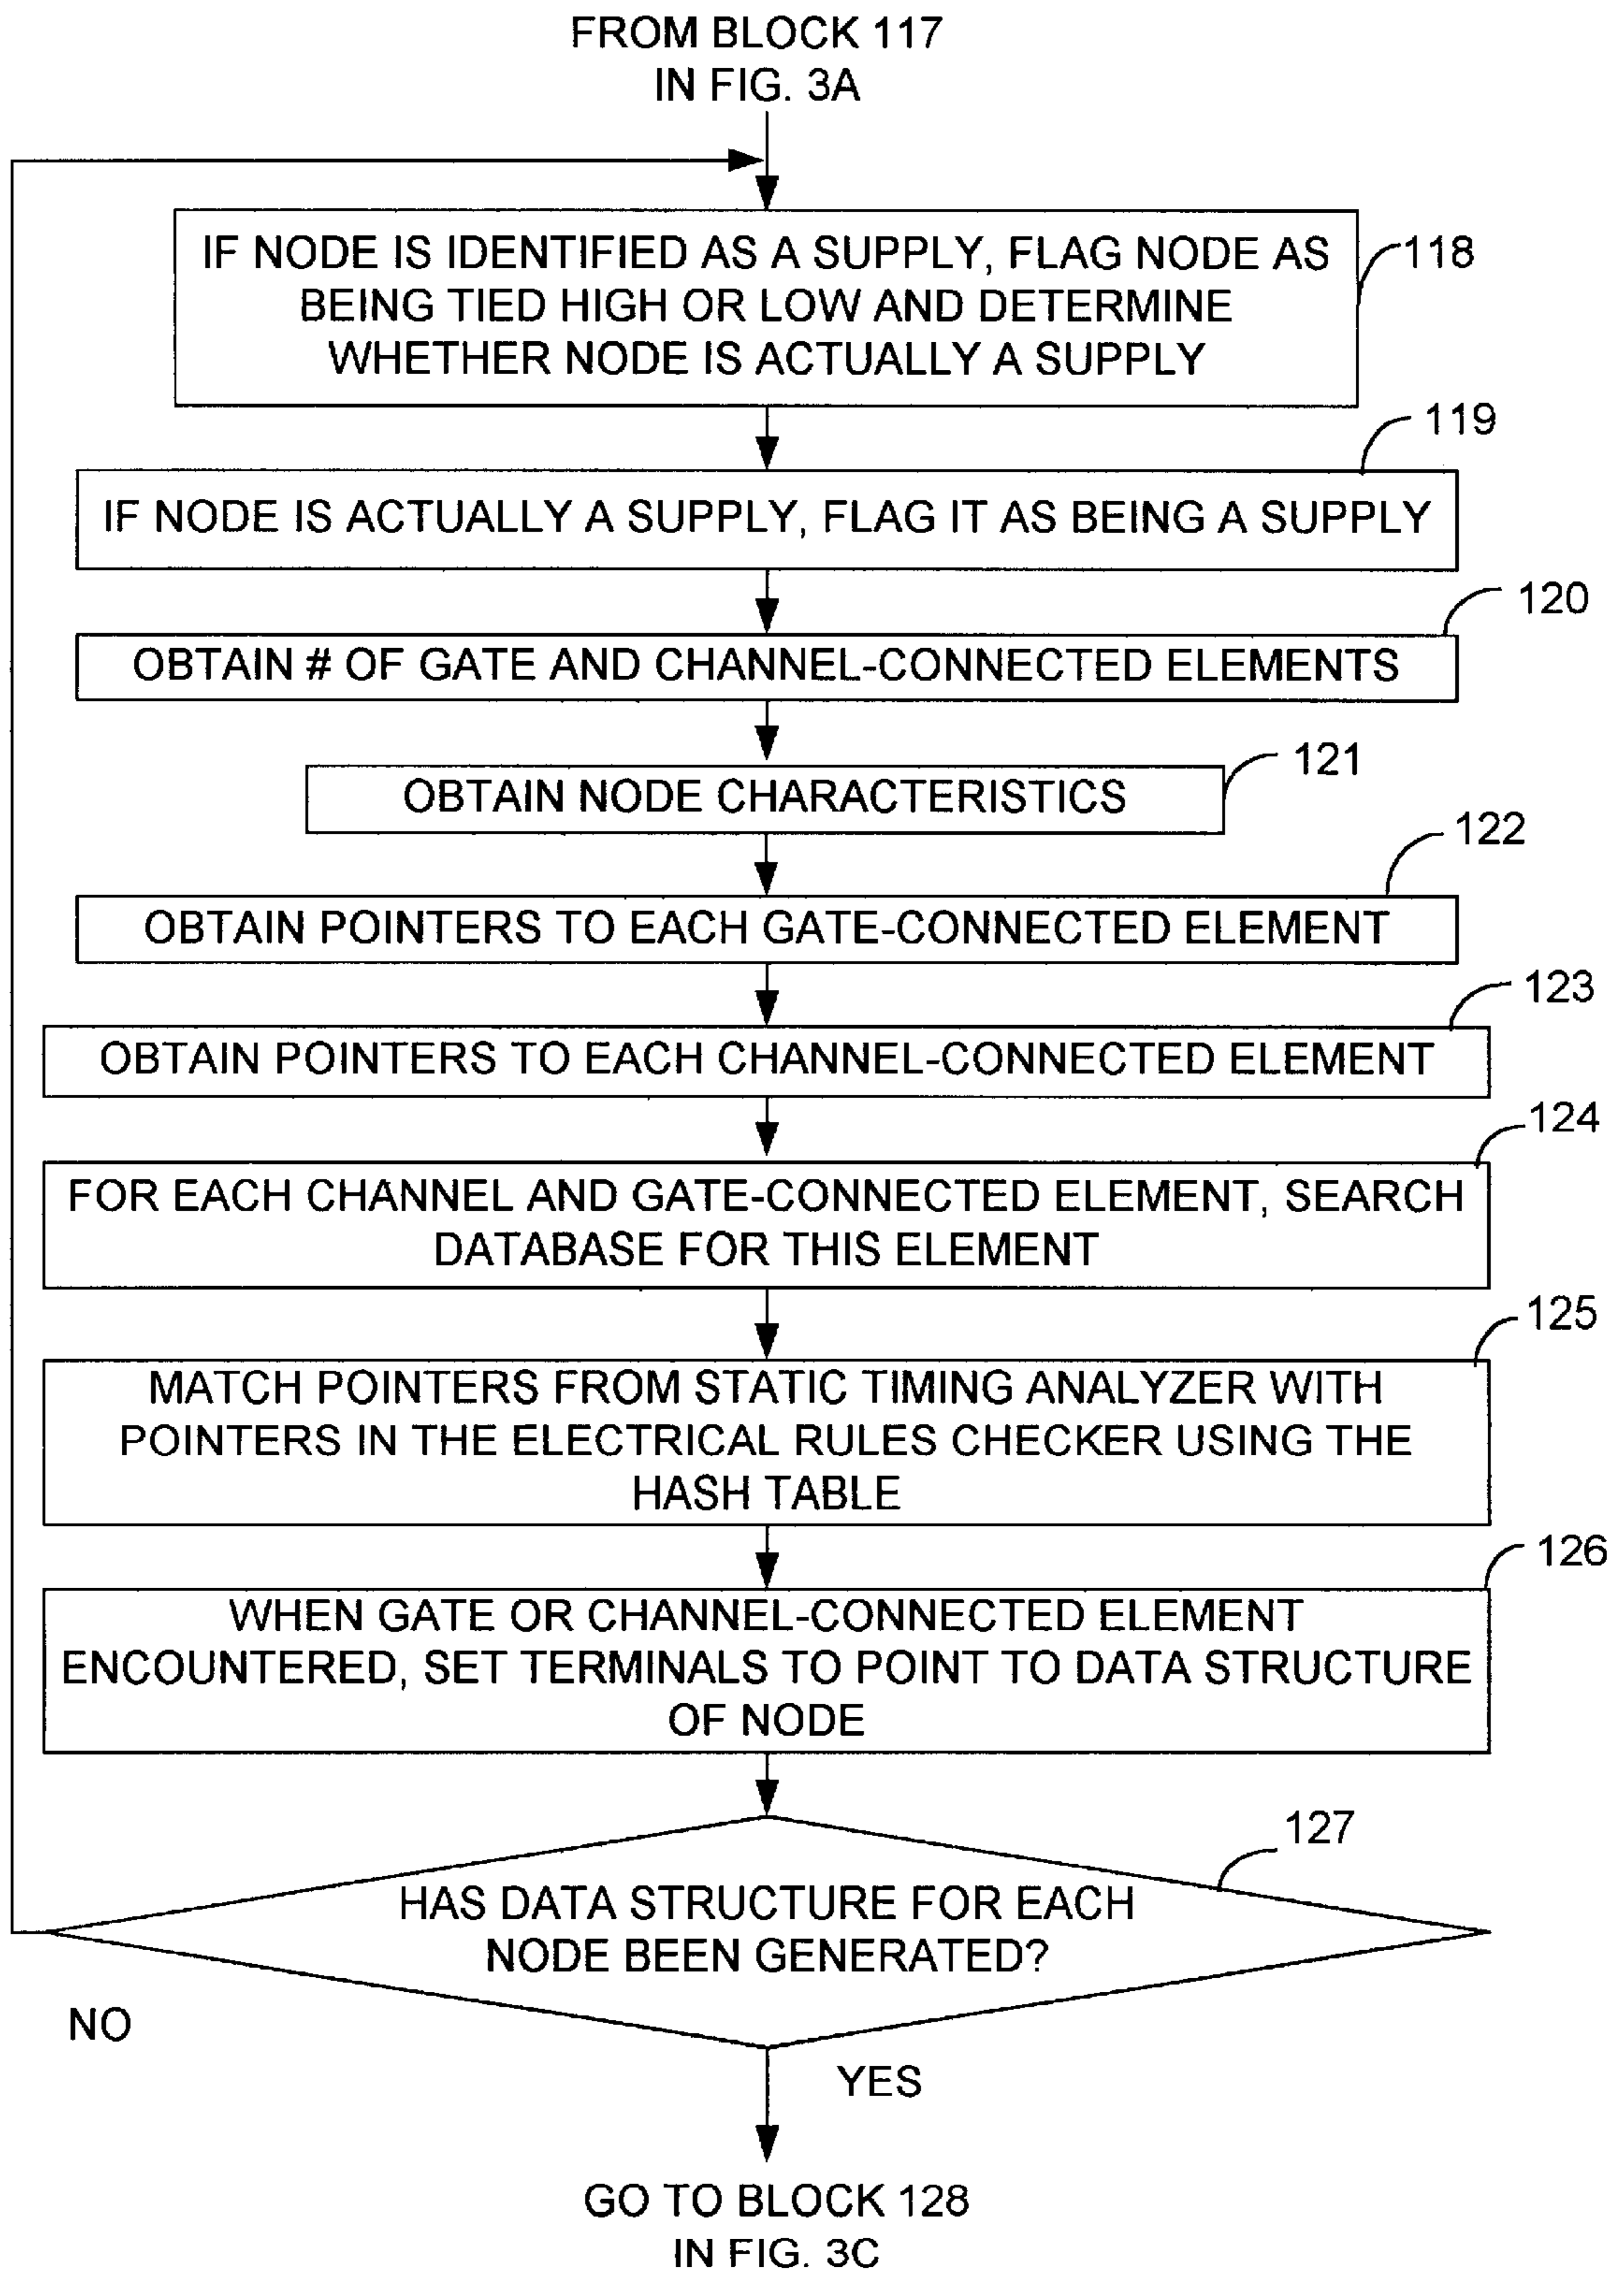 FROM BLOCK 117
IN FIG. 3A
IF NODE IS IDENTIFIED AS A SUPPLY, FLAG NODE AS
BEING TIED HIGH OR LOW AND DETERMINE
WHETHER NODE IS ACTUALLY A SUPPLY
118
119
IF NODE IS ACTUALLY A SUPPLY, FLAG IT AS BEING A SUPPLY
120
OBTAIN # OF GATE AND CHANNEL-CONNECTED ELEMENTS
121
OBTAIN NODE CHARACTERISTICS
122
OBTAIN POINTERS TO EACH GATE-CONNECTED ELEMENT
123
OBTAIN POINTERS TO EACH CHANNEL-CONNECTED ELEMENT
124
FOR EACH CHANNEL AND GATE-CONNECTED ELEMENT, SEARCH
DATABASE FOR THIS ELEMENT
125
MATCH POINTERS FROM STATIC TIMING ANALYZER WITH
POINTERS IN THE ELECTRICAL RULES CHECKER USING THE
HASH TABLE
126
WHEN GATE OR CHANNEL-CONNECTED ELEMENT
ENCOUNTERED, SET TERMINALS TO POINT TO DATA STRUCTURE
OF NODE
127
HAS DATA STRUCTURE FOR EACH
NODE BEEN GENERATED?
NO
YES
GO TO BLOCK 128
IN FIG. 3C